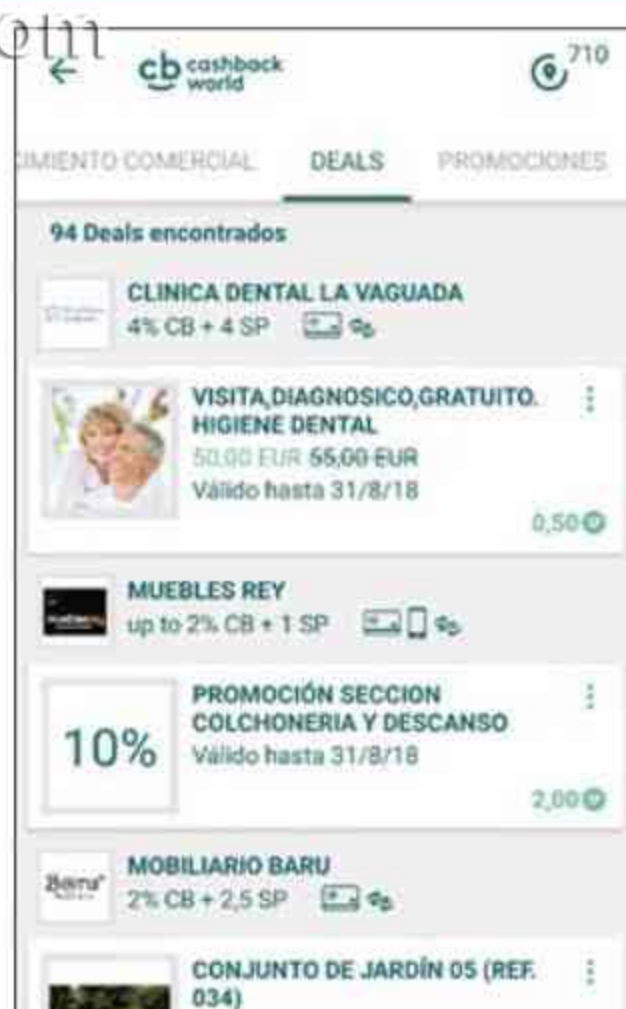 om
cb cashback world
710
IMIENTO COMERCIAL DEALS PROMOCIONES
94 Deals encontrados
CLINICA DENTAL LA VAGUADA
4% CB + 4 SP
VISITA,DIAGNOSICO,GRATUITO.
HIGIENE DENTAL
50,00 EUR 55,00 EUR
Válido hasta 31/8/18
0,50
MUEBLES REY
up to 2% CB + 1 SP
10%
PROMOCIÓN SECCION
COLCHONERIA Y DESCANSO
Válido hasta 31/8/18
2,00
MOBILIARIO BARU
2% CB + 2,5 SP
CONJUNTO DE JARDÍN 05 (REF.
034)